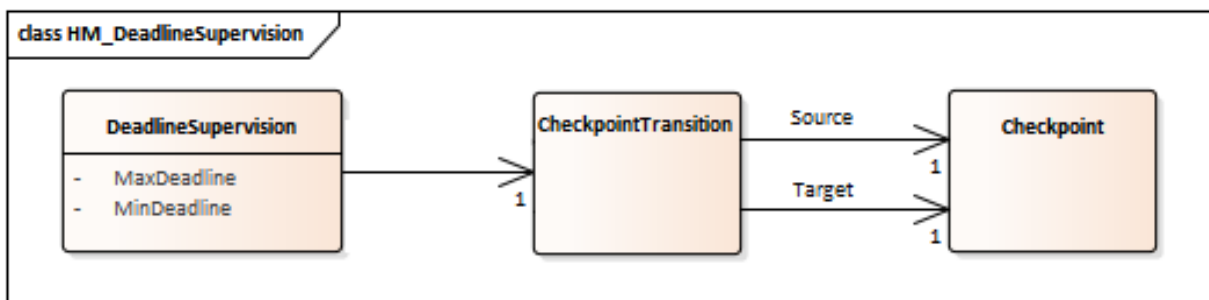 class HM_DeadlineSupervision
DeadlineSupervision
- MaxDeadline
- MinDeadline
1
CheckpointTransition
Source
1
Target
1
Checkpoint